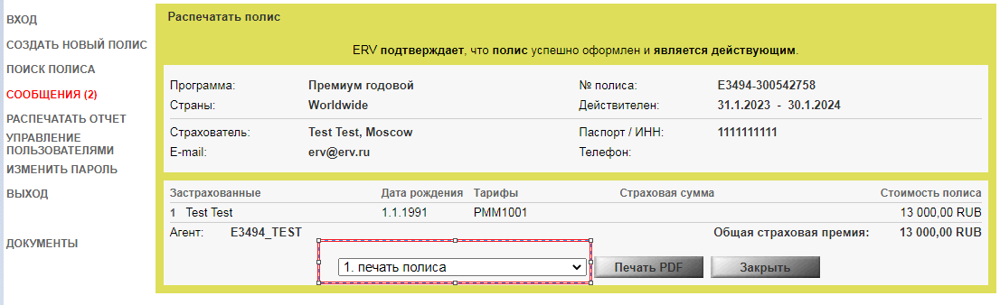 ВХОД
СОЗДАТЬ НОВЫЙ ПОЛИС
ПОИСК ПОЛИСА
СООБЩЕНИЯ (2)
РАСПЕЧАТАТЬ ОТЧЕТ
УПРАВЛЕНИЕ
ПОЛЬЗОВАТЕЛЯМИ
ИЗМЕНИТЬ ПАРОЛЬ
ВЫХОД
ДОКУМЕНТЫ
Распечатать полис
ERV подтверждает, что полис успешно оформлен и является действующим.
Программа: Премиум годовой № полиса: E3494-300542758
Страны: Worldwide Действителен: 31.1.2023 - 30.1.2024
Страхователь: Test Test, Moscow Паспорт / ИНН: 1111111111
E-mail: erv@erv.ru Телефон:
Застрахованные Дата рождения Тарифы Страховая сумма Стоимость полиса
1 Test Test 1.1.1991 PMM1001 13 000,00 RUB
Агент: E3494_TEST Общая страховая премия: 13 000,00 RUB
1. печать полиса Печать PDF Закрыть